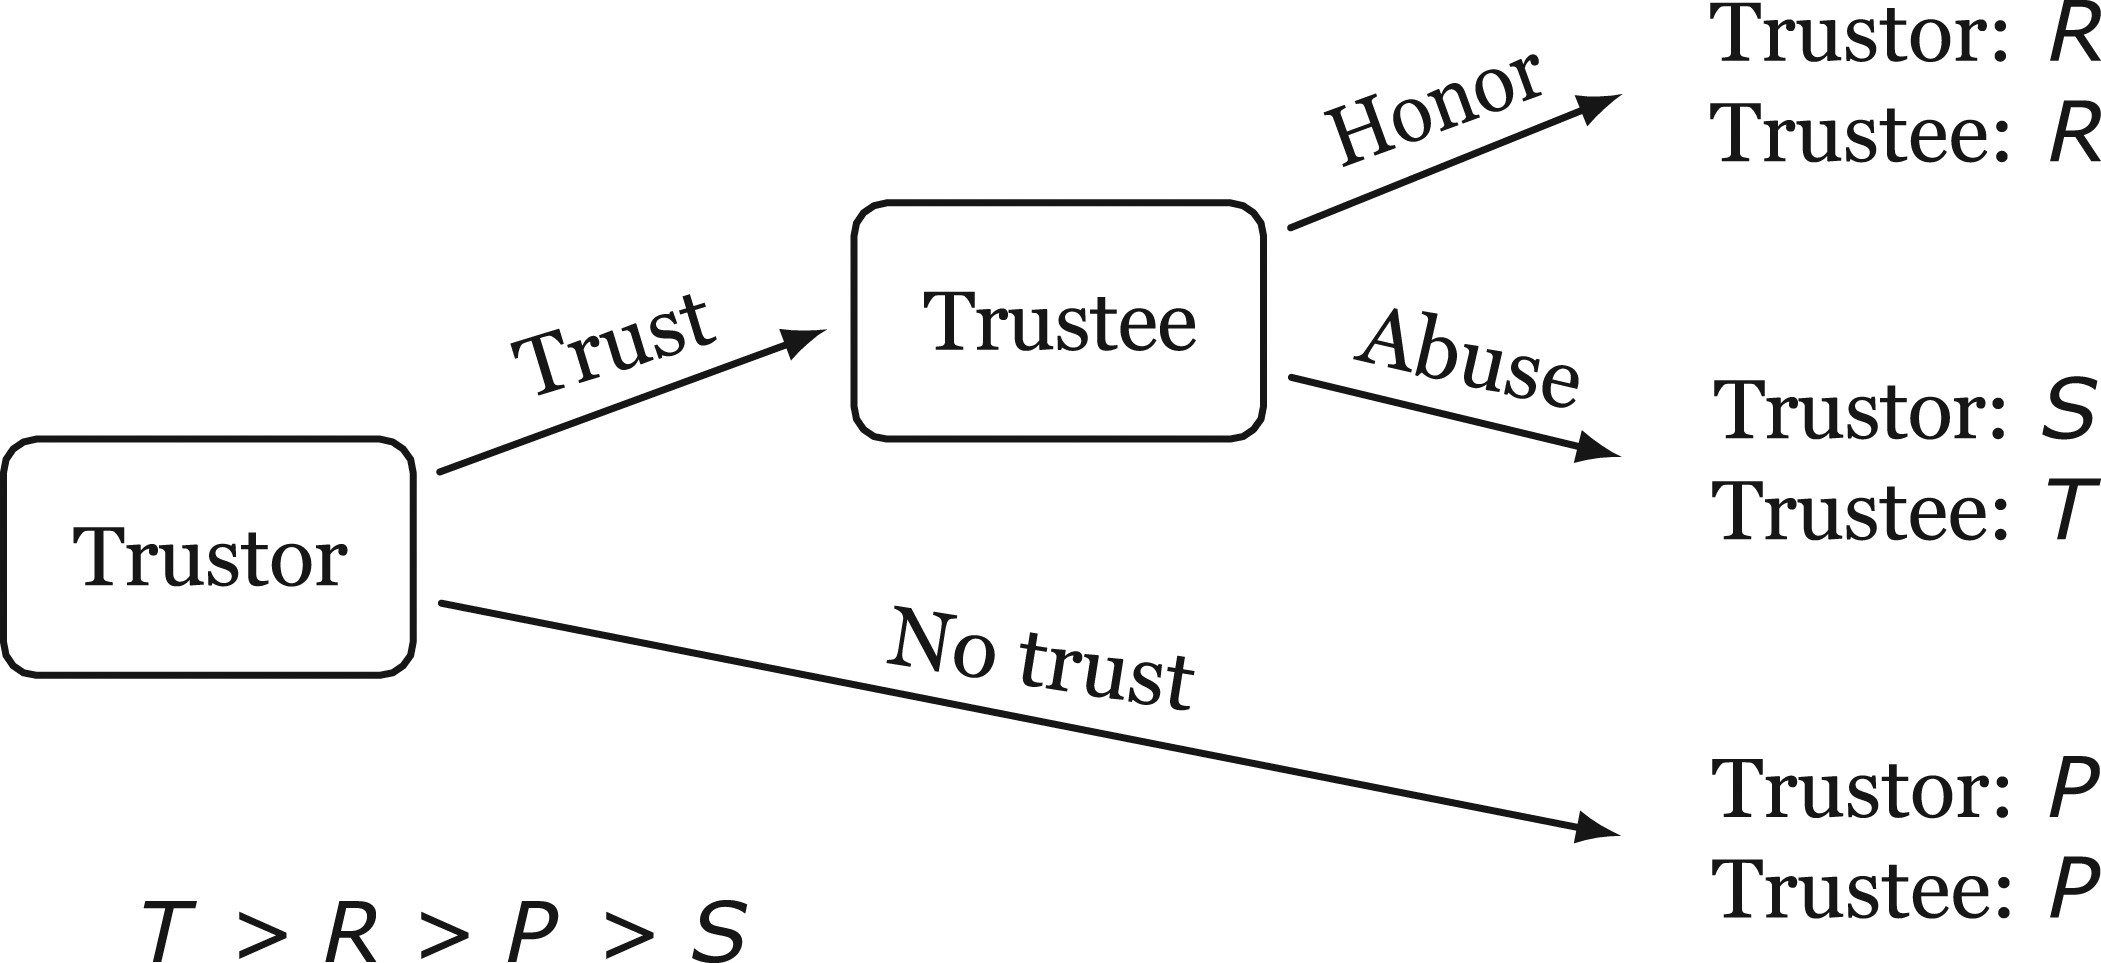 Trustor: R
Trustee: R
Honor
Trustee
Trust
Abuse
Trustor: S
Trustee: T
Trustor
No trust
Trustor: P
Trustee: P
T > R > P > S